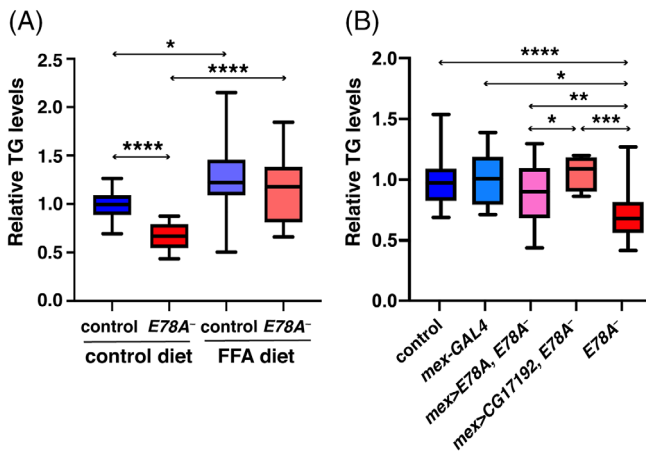 (A)
Relative TG levels
2.5
2.0
1.5
1.0
0.5
0.0
*
****
****
control E78A⁻ control E78A⁻
control diet FFA diet
(B)
Relative TG levels
2.0
1.5
1.0
0.5
0.0
****
*
**
* ***
control
mex-GAL4
mex>E78A, E78A⁻
mex>CG17192, E78A⁻
E78A⁻